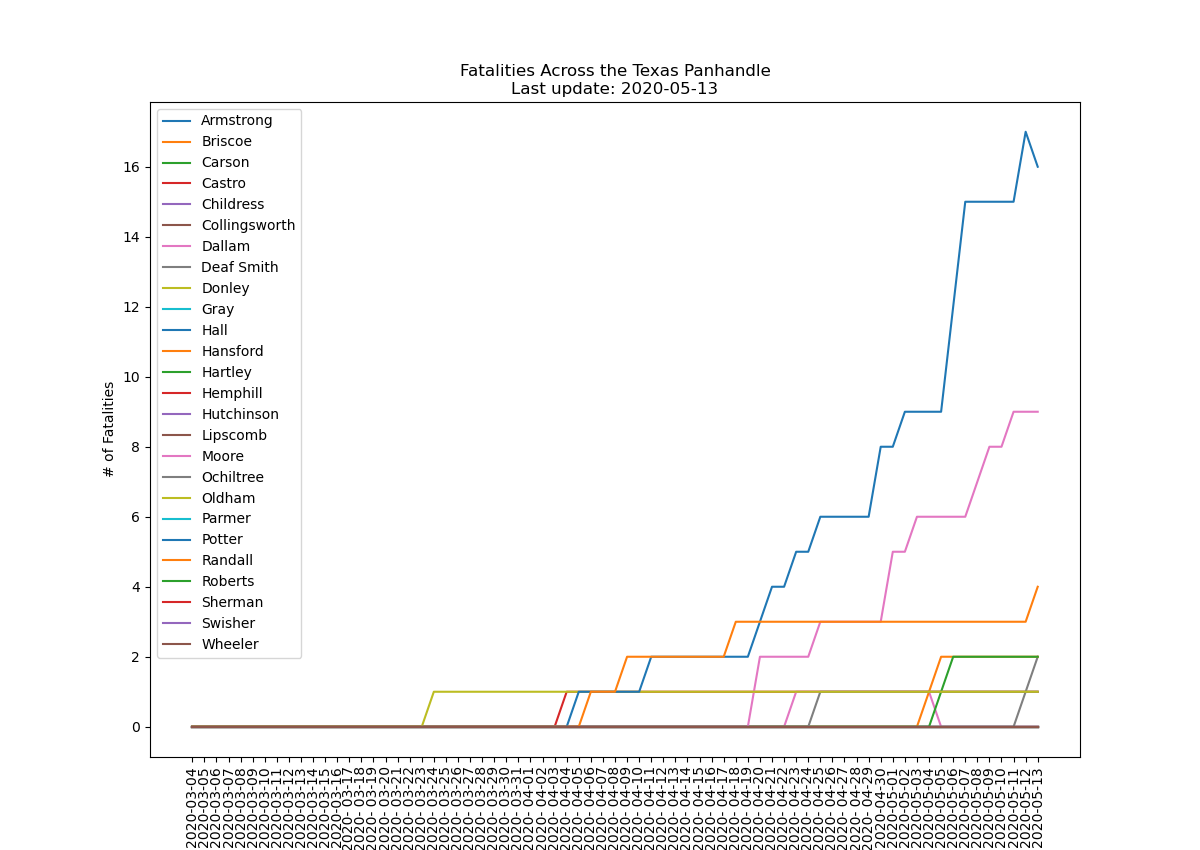 Fatalities Across the Texas Panhandle
Last update: 2020-05-13
Armstrong
Briscoe
Carson
Castro
Childress
Collingsworth
Dallam
Deaf Smith
Donley
Gray
Hall
Hansford
Hartley
Hemphill
Hutchinson
Lipscomb
Moore
Ochiltree
Oldham
Parmer
Potter
Randall
Roberts
Sherman
Swisher
Wheeler
# of Fatalities
16
14
12
10
8
6
4
2
0
2020-03-04
2020-03-05
2020-03-06
2020-03-07
2020-03-08
2020-03-09
2020-03-10
2020-03-11
2020-03-12
2020-03-13
2020-03-14
2020-03-15
2020-03-16
2020- 03-17
2020- 03-18
2020- 03-19
2020- 03-20
2020- 03-21
2020- 03-22
2020- 03-23
2020- 03-24
2020- 03-25
2020- 03-26
2020- 03-27
2020- 03-28
2020- 03-29
2020- 03-30
2020- 03-31
2020- 04-01
2020- 04-02
2020- 04-03
2020- 04-04
2020- 04-05
2020- 04-06
2020- 04-07
2020- 04-08
2020- 04-09
2020- 04-10
2020- 04-11
2020- 04-12
2020- 04-13
2020- 04-14
2020- 04-15
2020- 04-16
2020- 04-17
2020- 04-18
2020- 04-19
2020- 04-20
2020- 04-21
2020- 04-22
2020- 04-23
2020- 04-24
2020- 04-25
2020- 04-26
2020- 04-27
2020- 04-28
2020- 04-29
2020-04-30
2020-05-01
2020-05-02
2020-05-03
2020-05-04
2020-05-05
2020-05-06
2020-05-07
2020-05-08
2020-05-09
2020-05-10
2020-05-11
2020-05-12
2020-05-13